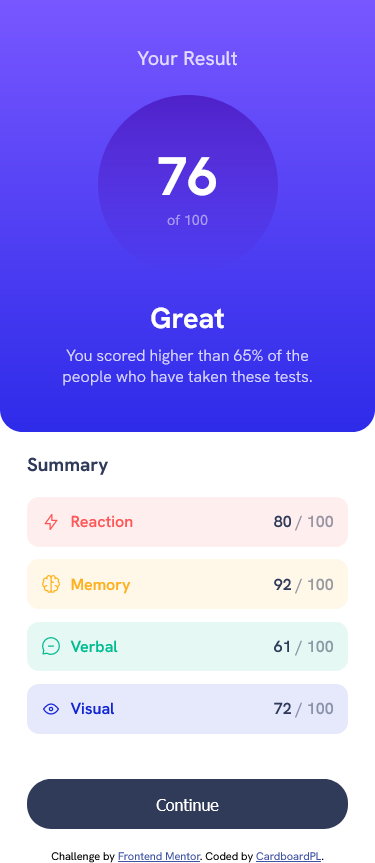 Your Result
76
of 100
Great
You scored higher than 65% of the
people who have taken these tests.
Summary
Reaction 80 / 100
Memory 92 / 100
Verbal 61 / 100
Visual 72 / 100
Continue
Challenge by Frontend Mentor. Coded by CardboardPL.